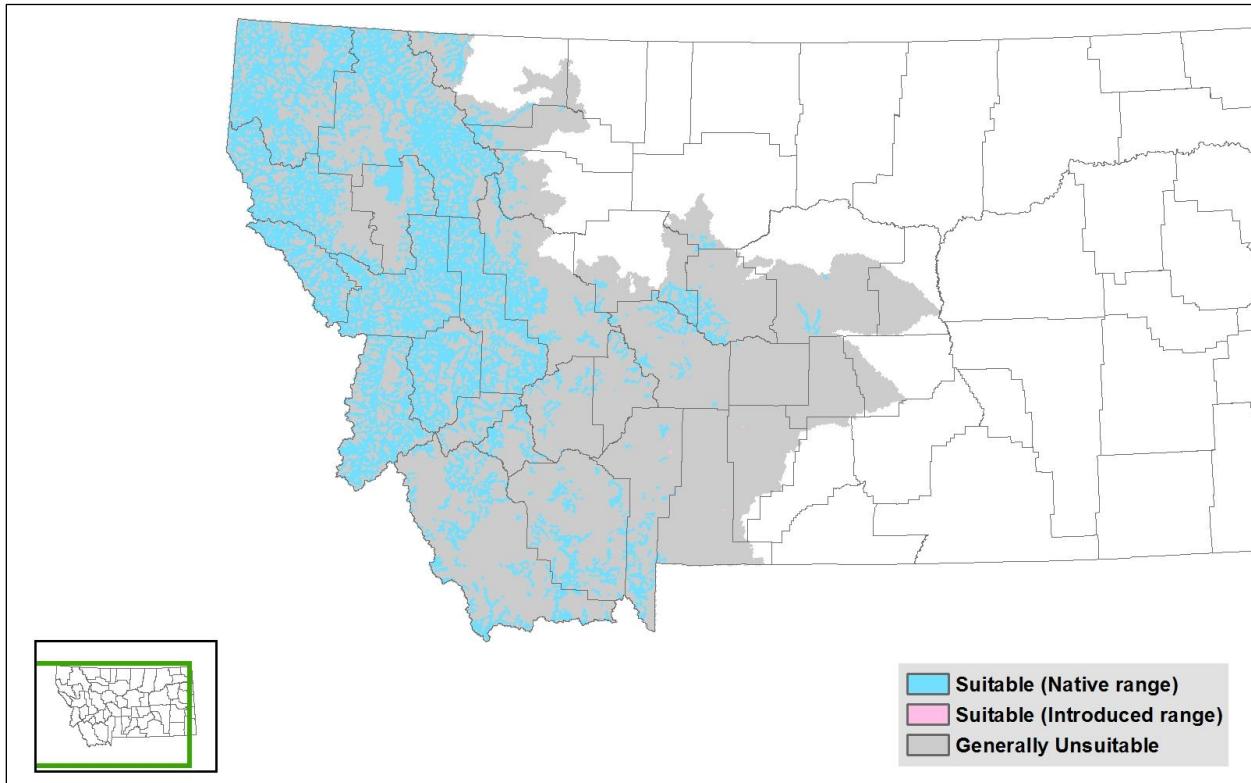 Suitable (Native range)
Suitable (Introduced range)
Generally Unsuitable